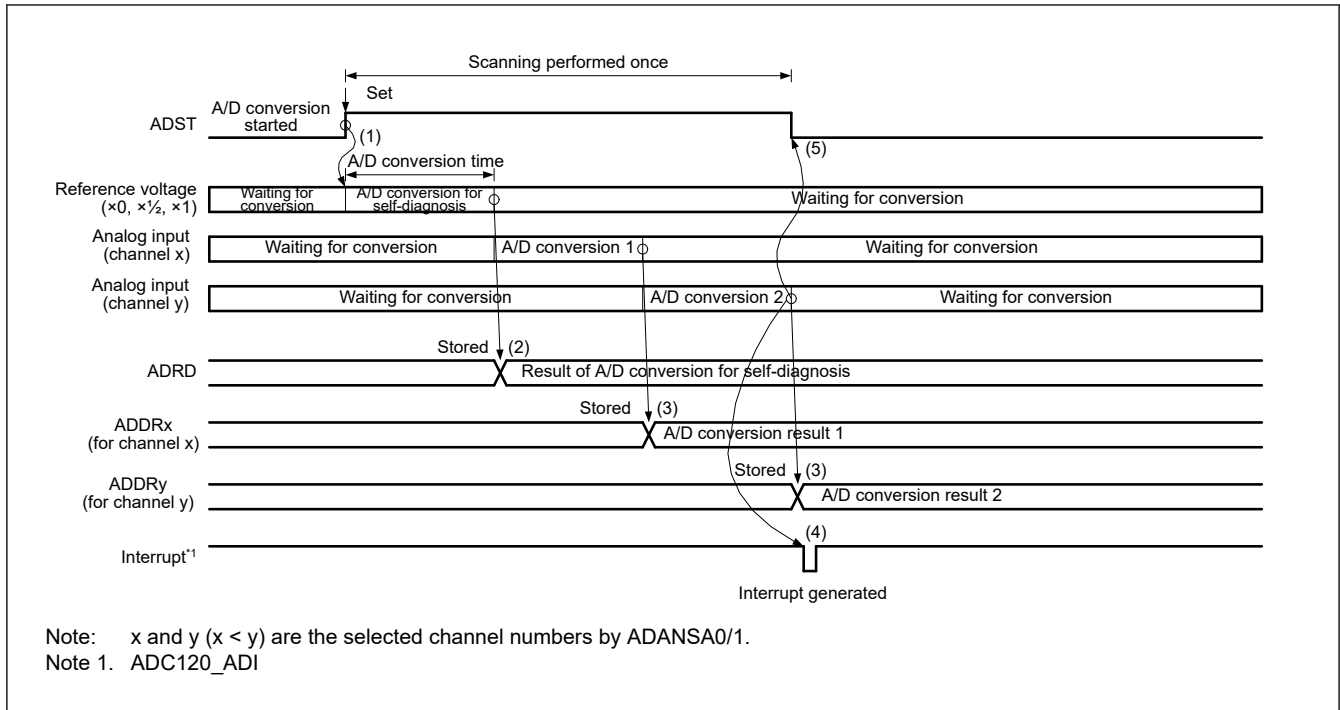 Scanning performed once
Set
A/D conversion
started
ADST
(1)
(5)
A/D conversion time
Reference voltage
(×0, ×½, ×1)
Waiting for
conversion
A/D conversion for
self-diagnosis
Waiting for conversion
Analog input
(channel x)
Waiting for conversion
A/D conversion 1
Waiting for conversion
Analog input
(channel y)
Waiting for conversion
A/D conversion 2
Waiting for conversion
Stored (2)
ADRD
Result of A/D conversion for self-diagnosis
Stored (3)
ADDRx
(for channel x)
A/D conversion result 1
Stored (3)
ADDRy
(for channel y)
A/D conversion result 2
(4)
Interrupt*1
Interrupt generated
Note: x and y (x < y) are the selected channel numbers by ADANSA0/1.
Note 1. ADC120_ADI